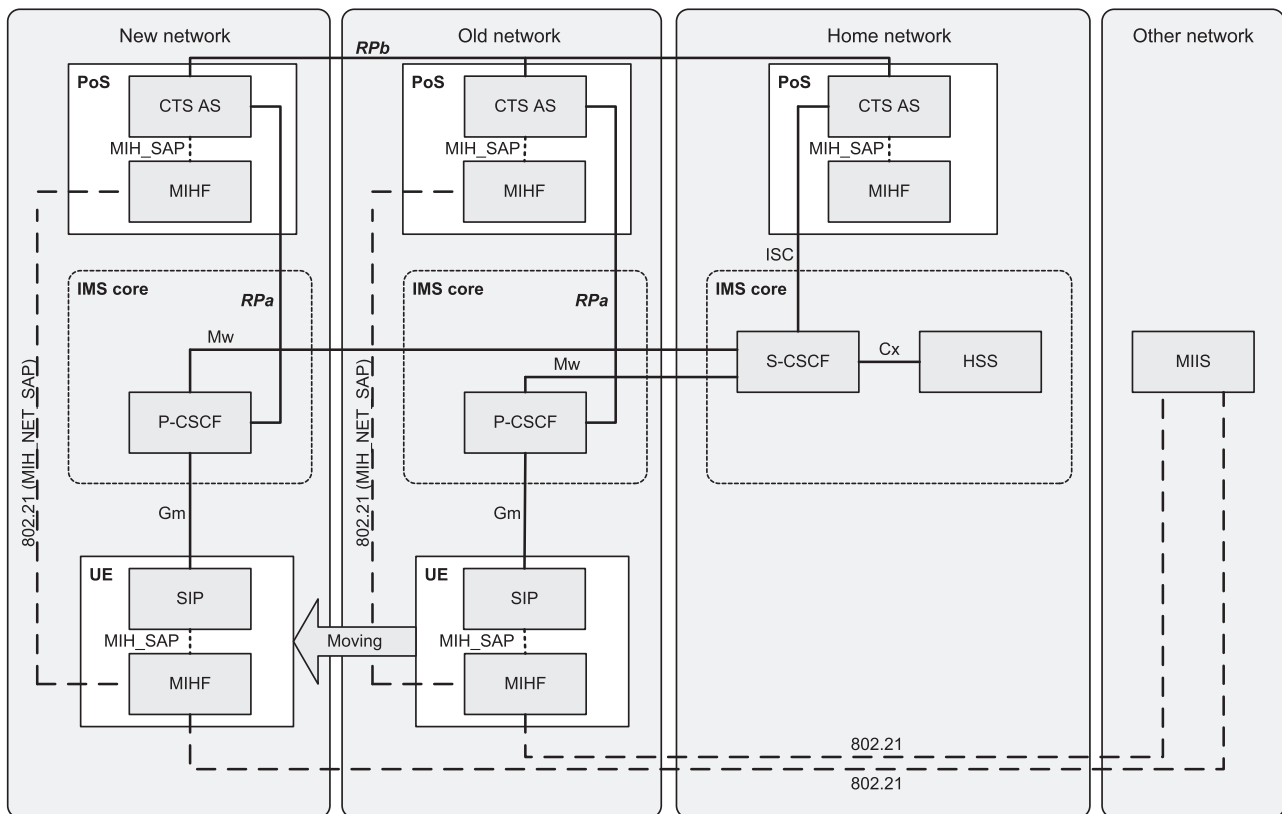 New network
Old network
Home network
Other network
RPb
PoS
CTS AS
MIH_SAP
MIHF
PoS
CTS AS
MIH_SAP
MIHF
PoS
CTS AS
MIH_SAP
MIHF
ISC
IMS core
RPa
Mw
P-CSCF
IMS core
RPa
Mw
P-CSCF
IMS core
S-CSCF
Cx
HSS
MIIS
802.21 (MIH_NET_SAP)
802.21 (MIH_NET_SAP)
Gm
Gm
UE
SIP
MIH_SAP
MIHF
Moving
UE
SIP
MIH_SAP
MIHF
802.21
802.21